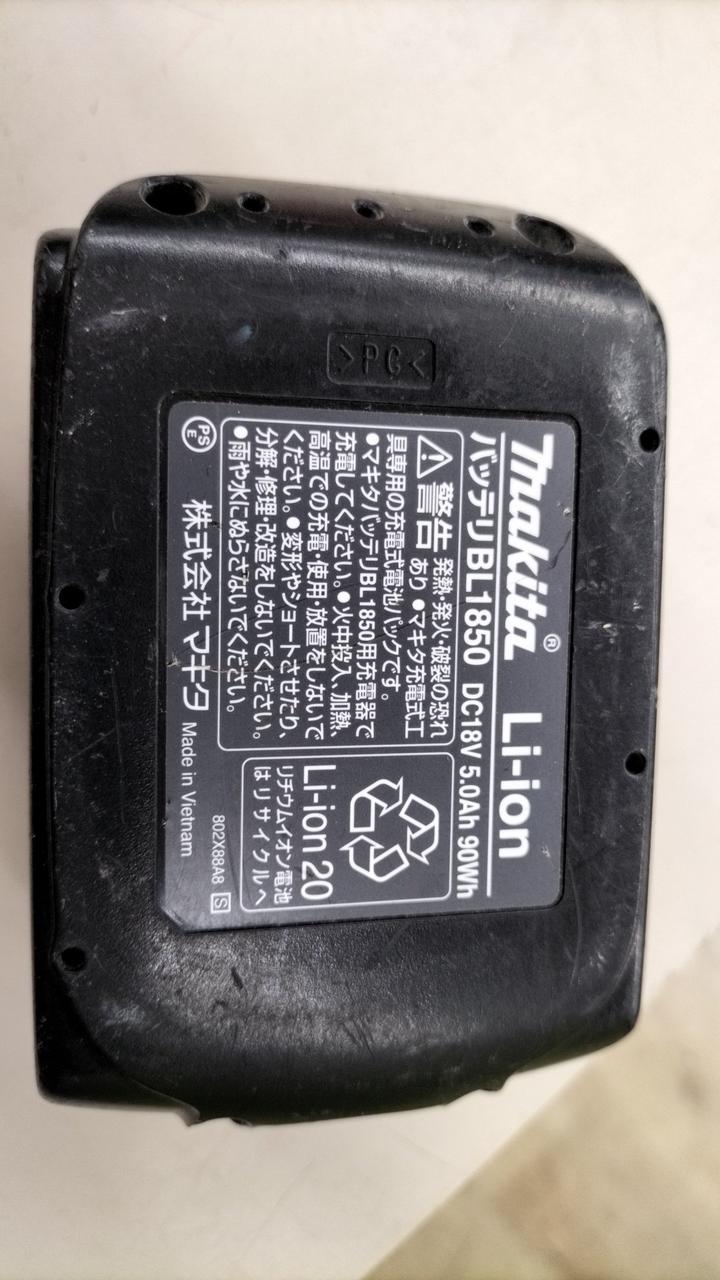 >PC<
Makita® Li-ion
バッテリBL1850 DC18V 5.0Ah 90Wh
警告 発熱・発火・破裂の恐れ
あり ●マキタ充電式工
具専用の充電式電池パックです。
●マキタバッテリBL1850用充電器で
充電してください。●火中投入、加熱、
高温での充電・使用・放置をしないで
ください。●変形やショートさせたり、
分解・修理・改造をしないでください。
●雨や水にぬらさないでください。
Li-ion 20
リチウムイオン電池
はリサイクルへ
PS
E
株式会社 マキタ Made in Vietnam
802X88A8 S